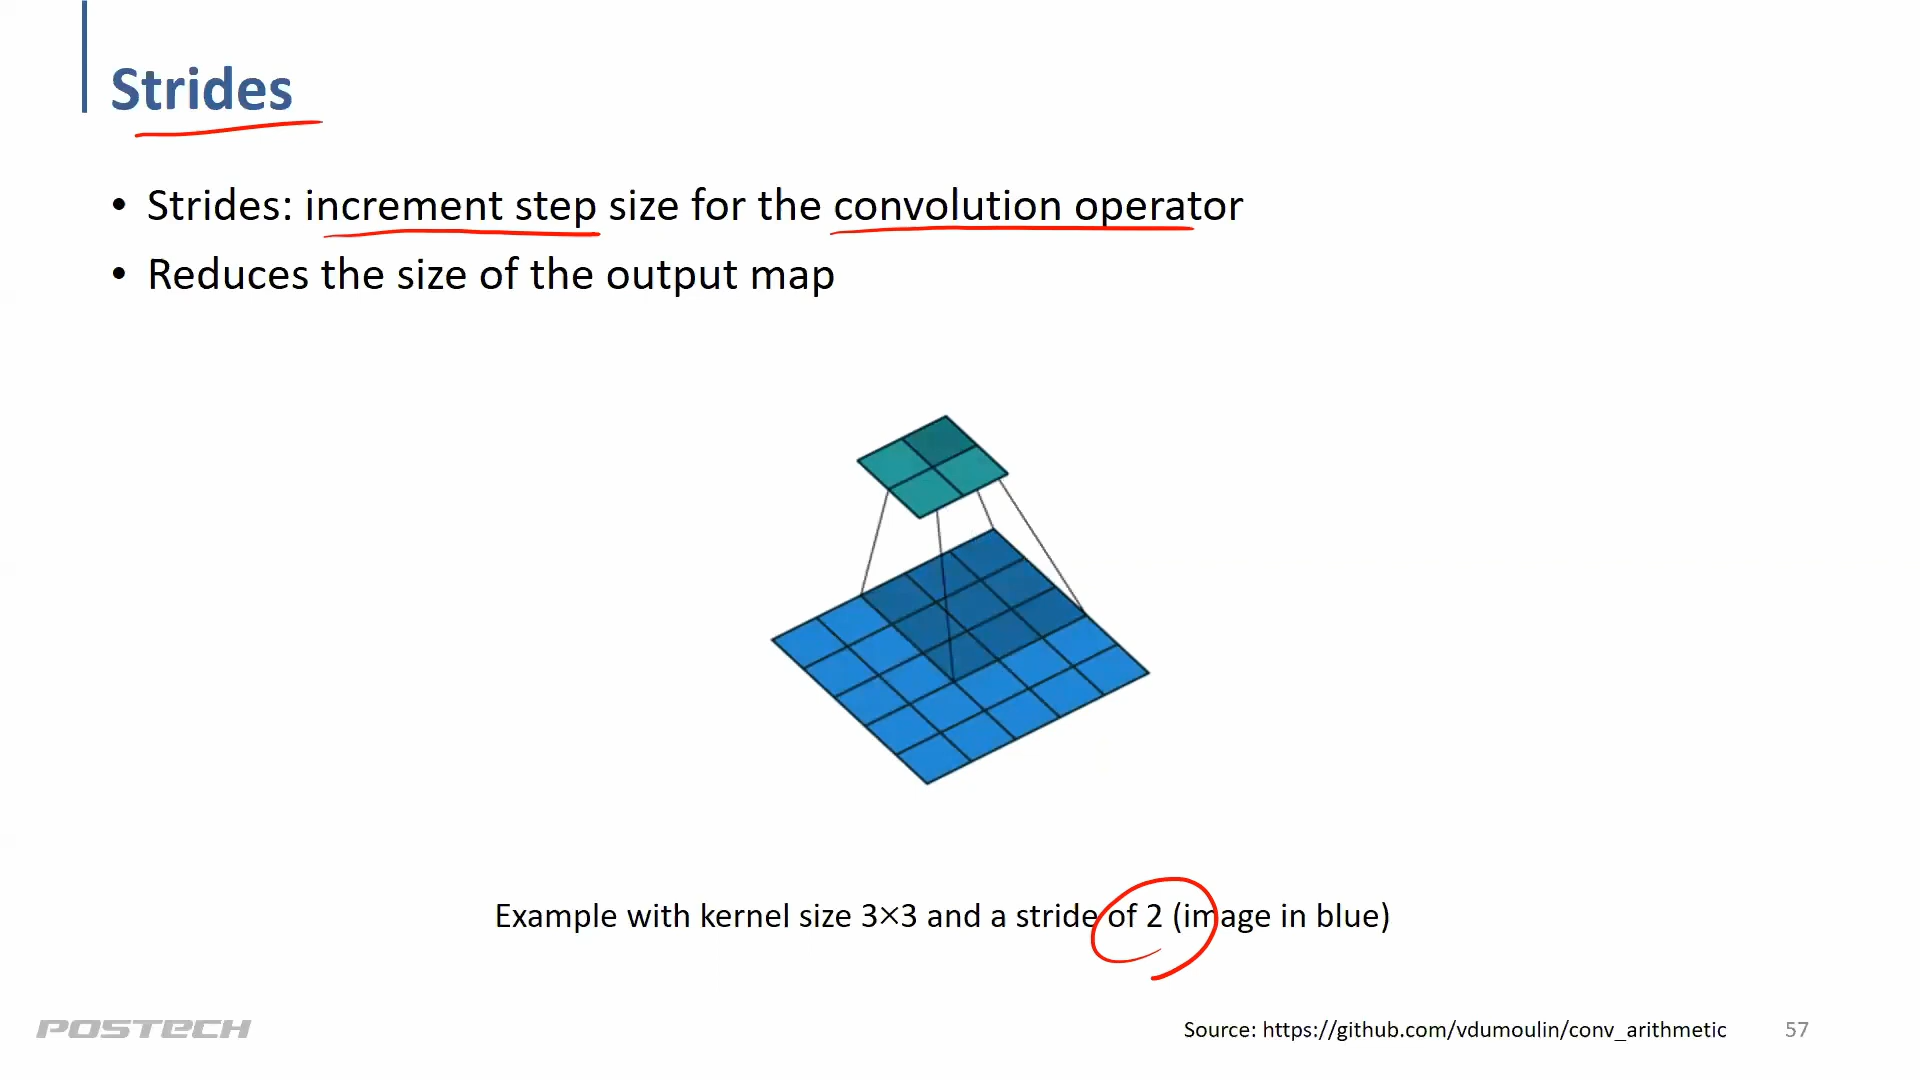 Strides
• Strides: increment step size for the convolution operator
• Reduces the size of the output map
Example with kernel size 3×3 and a stride of 2 (image in blue)
POSTECH
Source: https://github.com/vdumoulin/conv_arithmetic
57